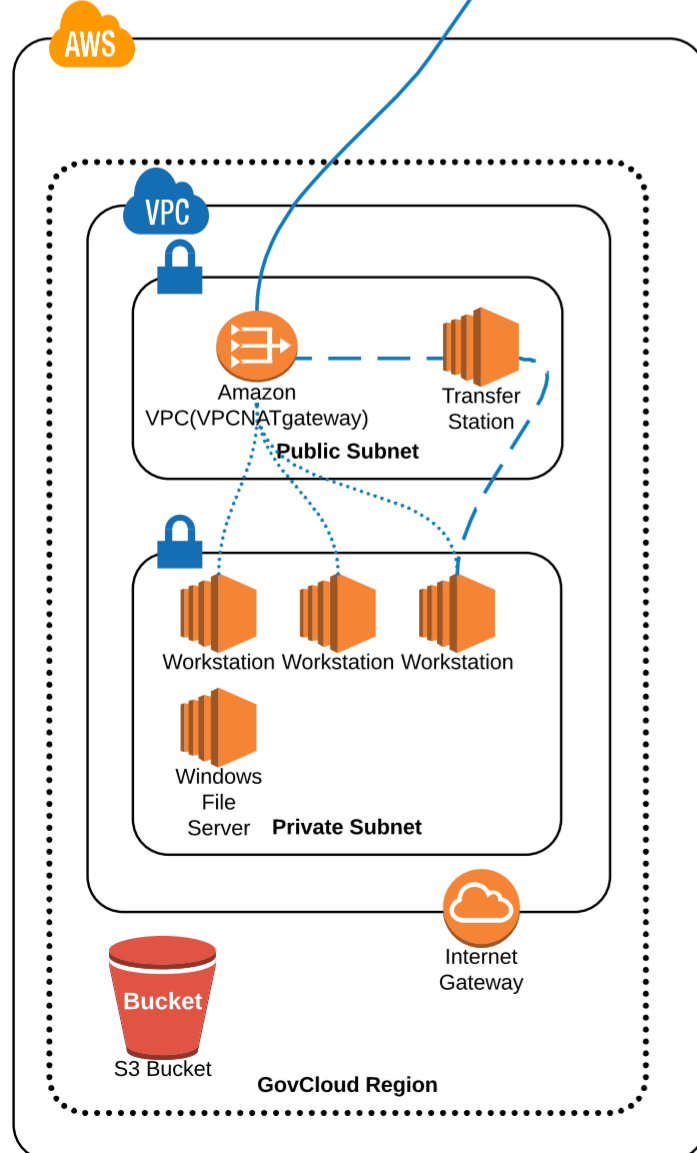 AWS
VPC
Amazon
VPC(VPCNATgateway)
Transfer
Station
Public Subnet
Workstation
Workstation
Workstation
Windows
File
Server
Private Subnet
Internet
Gateway
Bucket
S3 Bucket
GovCloud Region